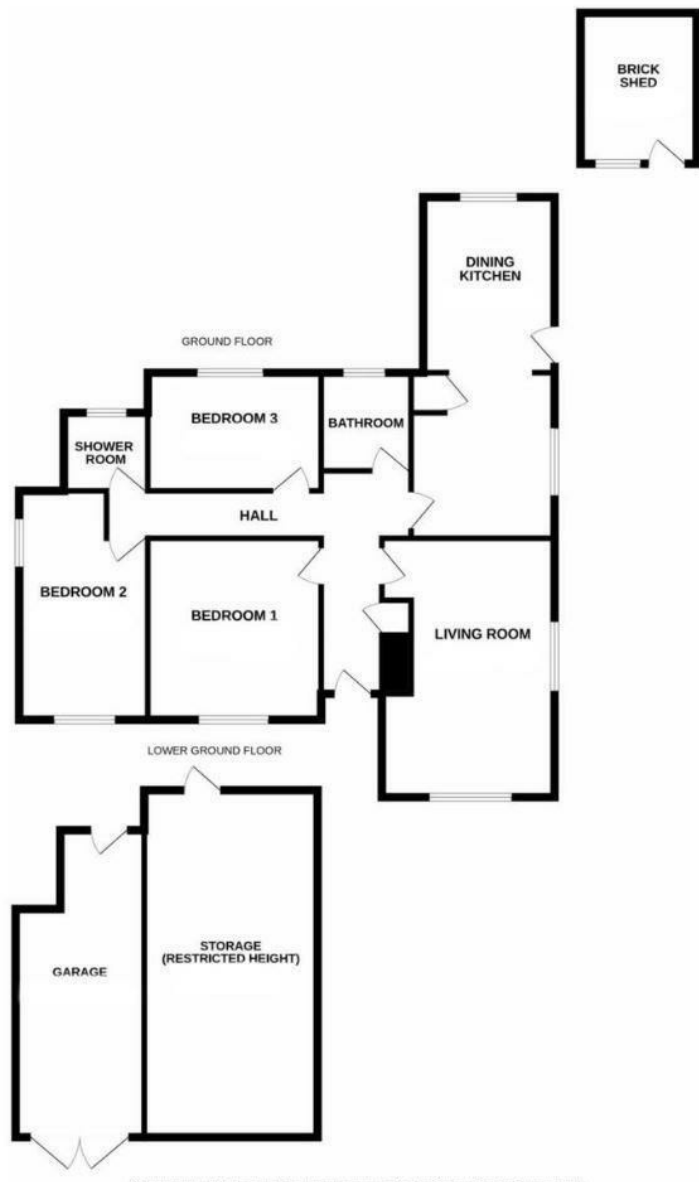 BRICK
SHED
DINING
KITCHEN
GROUND FLOOR
BEDROOM 3
BATHROOM
SHOWER
ROOM
HALL
BEDROOM 2
BEDROOM 1
LIVING ROOM
LOWER GROUND FLOOR
STORAGE
(RESTRICTED HEIGHT)
GARAGE